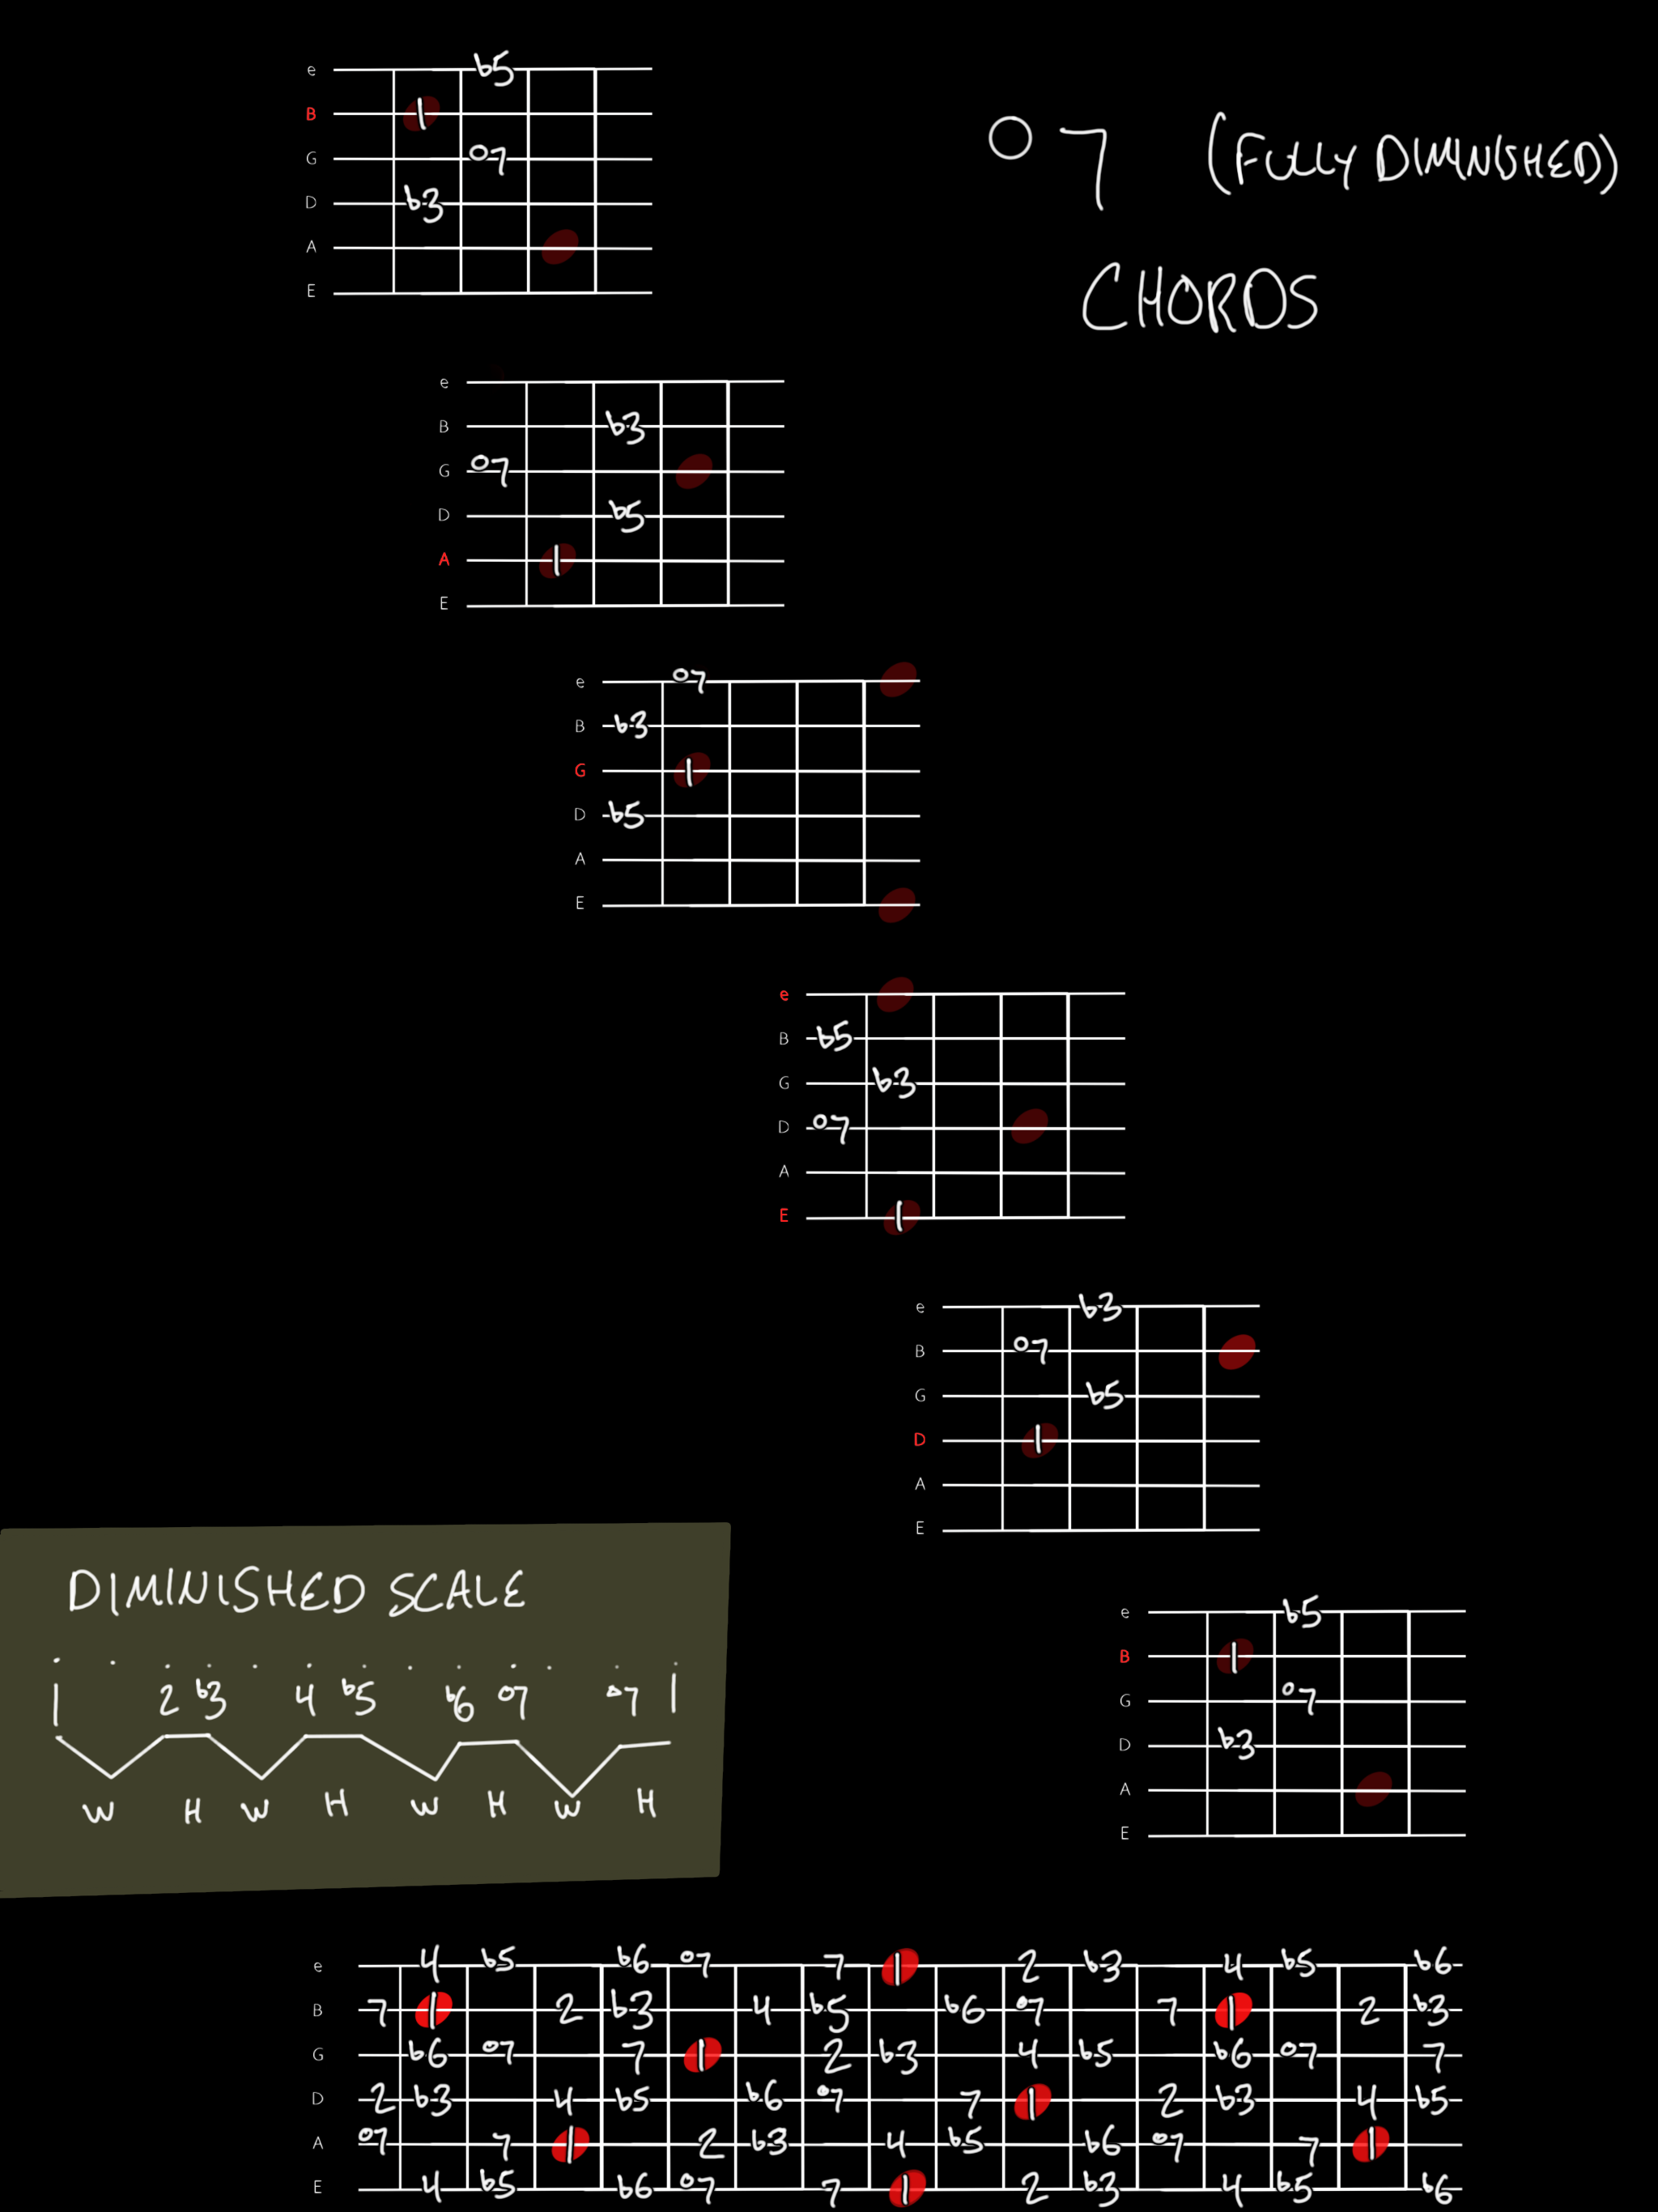 ○7 (FULLY DIMINISHED)
CHORDS
e b5
B 1
G ○7
D b3
A
E
e
B b3
G ○7
D b5
A 1
E
e ○7
B b3
G 1
D b5
A
E
e
B b5
G b3
D ○7
A
E 1
e b3
B ○7
G b5
D 1
A
E
e b5
B 1
G ○7
D b3
A
E
DIMINISHED SCALE
1 2 b3 4 b5 b6 ○7 △7 1
W H W H W H W H
e 4 b5 b6 ○7 7 1 2 b3 4 b5 b6
B 7 1 2 b3 4 b5 b6 ○7 7 1 2 b3
G b6 ○7 7 1 2 b3 4 b5 b6 ○7 7
D 2 b3 4 b5 b6 ○7 7 1 2 b3 4 b5
A ○7 7 1 2 b3 4 b5 b6 ○7 7 1
E 4 b5 b6 ○7 7 1 2 b3 4 b5 b6